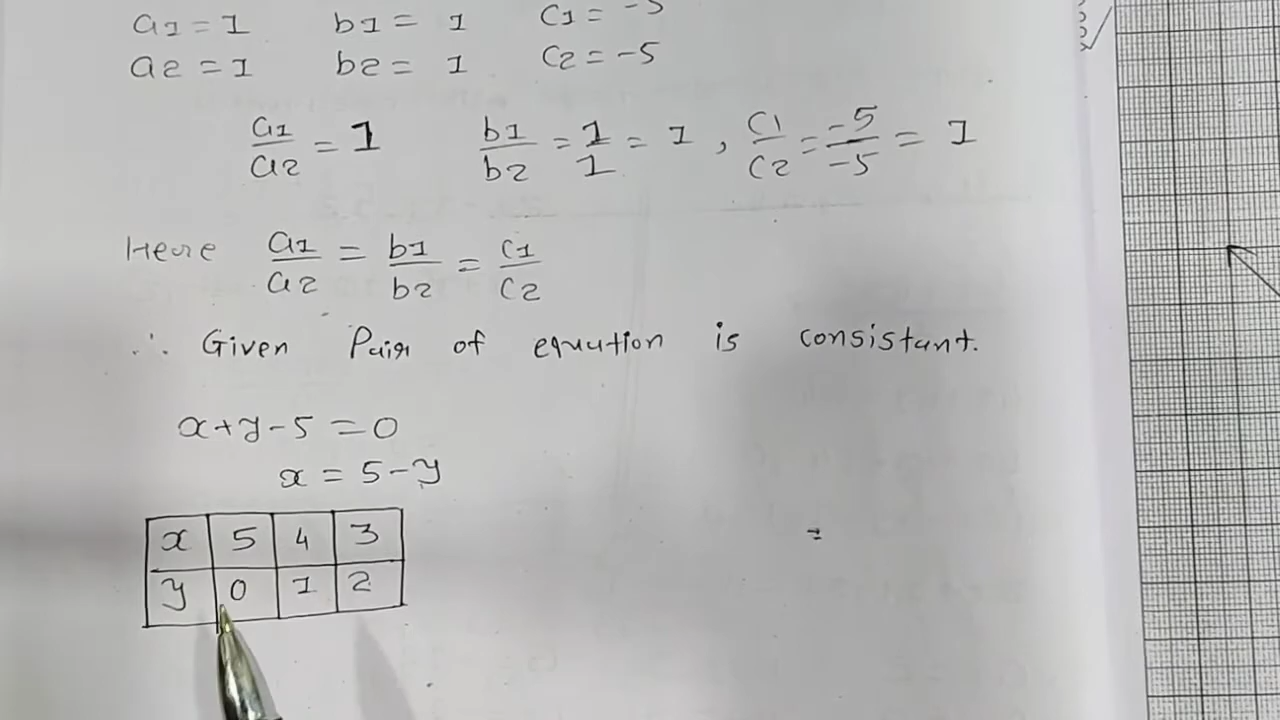 a1 = 1 b1 = 1 C1 = -5
a2 = 1 b2 = 1 C2 = -5
a1/a2 = 1 b1/b2 = 1/1 = 1 , C1/C2 = -5/-5 = 1
Here a1/a2 = b1/b2 = C1/C2
∴ Given Pair of equation is consistant.
x+y-5 = 0
x = 5-y
x 5 4 3
y 0 1 2